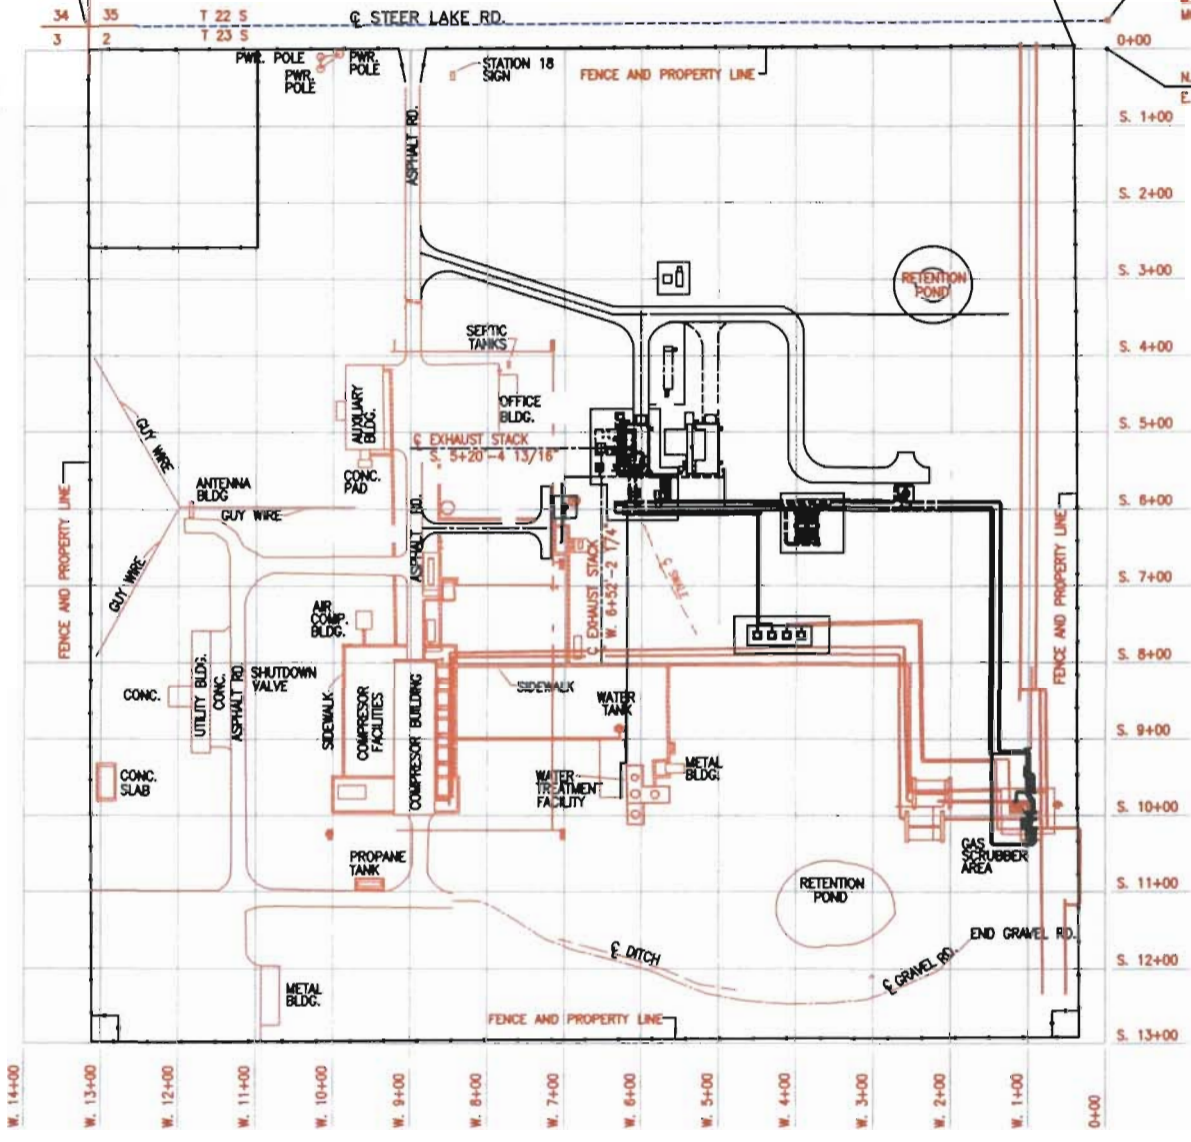 34 35 T 22 S ℄ STEER LAKE RD.
3 2 T 23 S
0+00
PWR. POLE
PWR.
POLE
PWR.
POLE
STATION 18
SIGN
FENCE AND PROPERTY LINE
N.
E.
S. 1+00
ASPHALT RD.
S. 2+00
S. 3+00
RETENTION
POND
SEPTIC
TANKS
S. 4+00
AUXILIARY
BLDG.
OFFICE
BLDG.
S. 5+00
GUY WIRE
℄ EXHAUST STACK
S. 5+20'-4 13/16"
CONC.
PAD
ANTENNA
BLDG
GUY WIRE
FENCE AND PROPERTY LINE
S. 6+00
ASPHALT RD.
GUY WIRE
℄ EXHAUST STACK
W. 6+52'-2 1/4"
℄ SWALE
FENCE AND PROPERTY LINE
S. 7+00
AIR
COMP.
BLDG.
S. 8+00
UTILITY BLDG.
CONC.
ASPHALT RD.
SHUTDOWN
VALVE
CONC.
SIDEWALK
COMPRESOR
FACILITIES
COMPRESOR BUILDING
SIDEWALK
WATER
TANK
S. 9+00
CONC.
SLAB
WATER
TREATMENT
FACILITY
METAL
BLDG.
S. 10+00
PROPANE
TANK
GAS
SCRUBBER
AREA
RETENTION
POND
S. 11+00
END GRAVEL RD.
℄ DITCH
℄ GRAVEL RD.
S. 12+00
METAL
BLDG.
FENCE AND PROPERTY LINE
S. 13+00
W. 14+00
W. 13+00
W. 12+00
W. 11+00
W. 10+00
W. 9+00
W. 8+00
W. 7+00
W. 6+00
W. 5+00
W. 4+00
W. 3+00
W. 2+00
W. 1+00
0+00